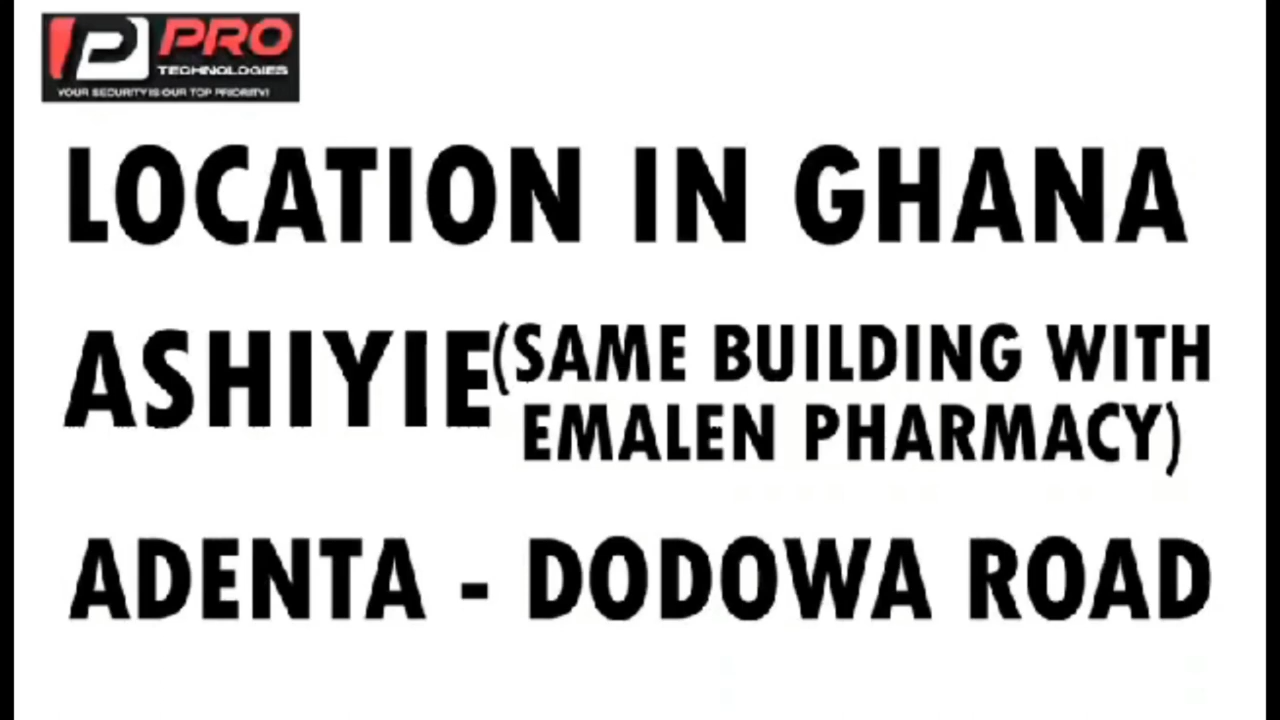 PRO
TECHNOLOGIES
YOUR SECURITY IS OUR TOP PRIORITY!
LOCATION IN GHANA
ASHIYIE (SAME BUILDING WITH
EMALEN PHARMACY)
ADENTA - DODOWA ROAD